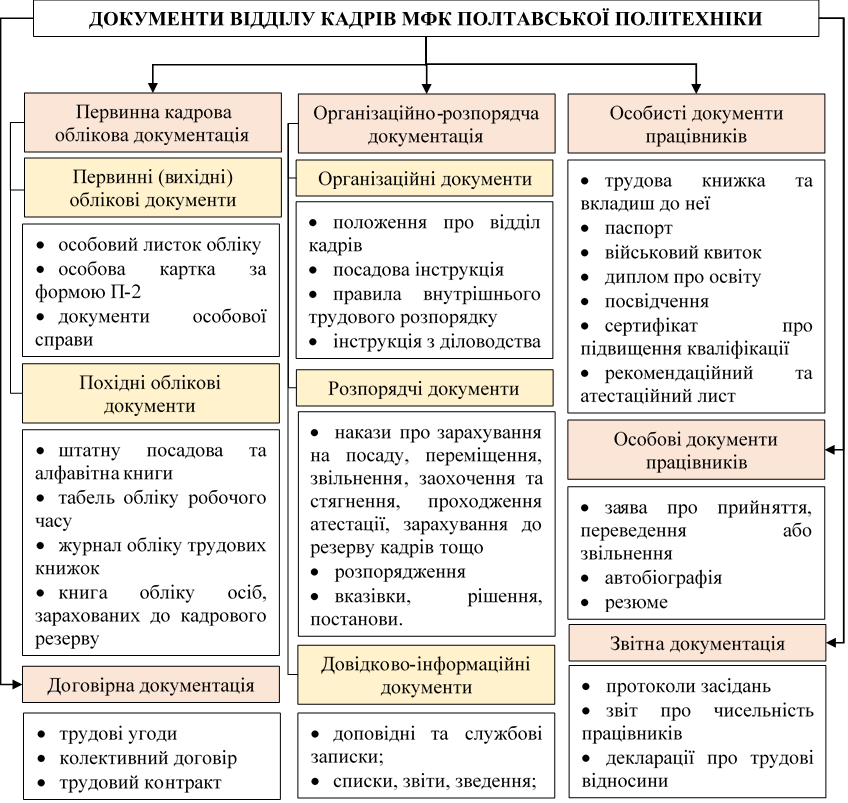 ДОКУМЕНТИ ВІДДІЛУ КАДРІВ МФК ПОЛТАВСЬКОЇ ПОЛІТЕХНІКИ
Первинна кадрова
облікова документація
Первинні (вихідні)
облікові документи
• особовий листок обліку
• особова картка за
формою П-2
• документи особової
справи
Похідні облікові
документи
• штатну посадова та
алфавітна книги
• табель обліку робочого
часу
• журнал обліку трудових
книжок
• книга обліку осіб,
зарахованих до кадрового
резерву
Договірна документація
• трудові угоди
• колективний договір
• трудовий контракт
Організаційно-розпорядча
документація
Організаційні документи
• положення про відділ
кадрів
• посадова інструкція
• правила внутрішнього
трудового розпорядку
• інструкція з діловодства
Розпорядчі документи
• накази про зарахування
на посаду, переміщення,
звільнення, заохочення та
стягнення, проходження
атестації, зарахування до
резерву кадрів тощо
• розпорядження
• вказівки, рішення,
постанови.
Довідково-інформаційні
документи
• доповідні та службові
записки;
• списки, звіти, зведення;
Особисті документи
працівників
• трудова книжка та
вкладиш до неї
• паспорт
• військовий квиток
• диплом про освіту
• посвідчення
• сертифікат про
підвищення кваліфікації
• рекомендаційний та
атестаційний лист
Особові документи
працівників
• заява про прийняття,
переведення або
звільнення
• автобіографія
• резюме
Звітна документація
• протоколи засідань
• звіт про чисельність
працівників
• декларації про трудові
відносини